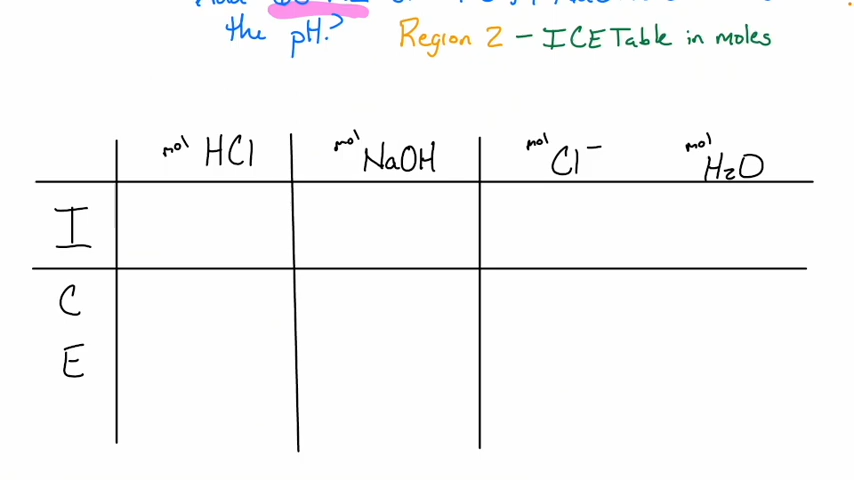 the pH? Region 2 - ICE Table in moles
mol HCl mol NaOH mol Cl⁻ mol H₂O
I
C
E